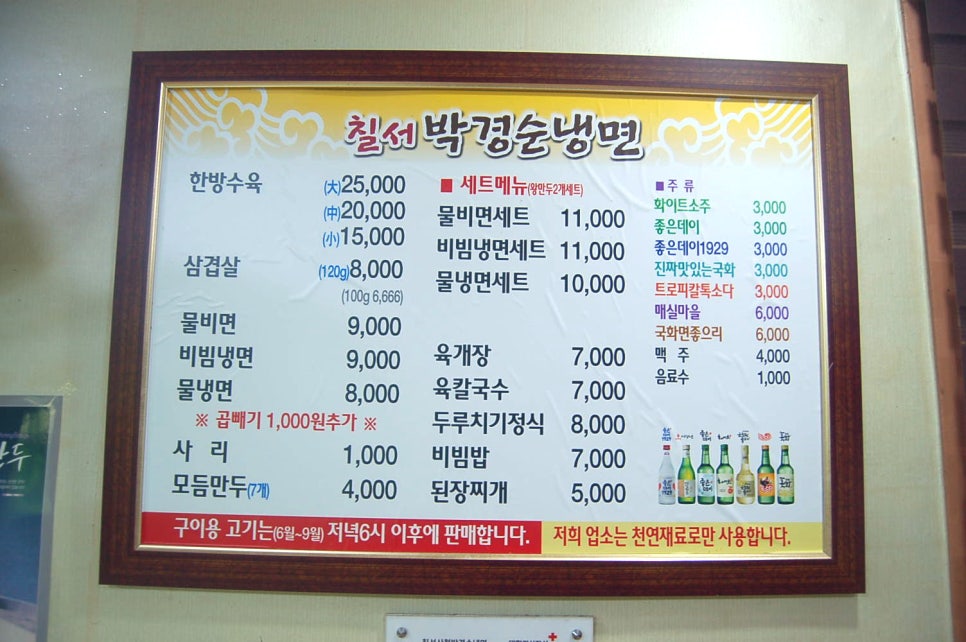 칠서 박경순냉면
한방수육 (大)25,000
(中)20,000
(小)15,000
삼겹살 (120g)8,000
(100g 6,666)
물비면 9,000
비빔냉면 9,000
물냉면 8,000
※ 곱빼기 1,000원추가 ※
사 리 1,000
모듬만두(7개) 4,000
■ 세트메뉴(왕만두2개세트)
물비면세트 11,000
비빔냉면세트 11,000
물냉면세트 10,000
육개장 7,000
육칼국수 7,000
두루치기정식 8,000
비빔밥 7,000
된장찌개 5,000
■ 주 류
화이트소주 3,000
좋은데이 3,000
좋은데이1929 3,000
진짜맛있는국화 3,000
트로피칼톡소다 3,000
매실마을 6,000
국화면좋으리 6,000
맥 주 4,000
음료수 1,000
구이용 고기는(6월~9월) 저녁6시 이후에 판매합니다.
저희 업소는 천연재료로만 사용합니다.
만두